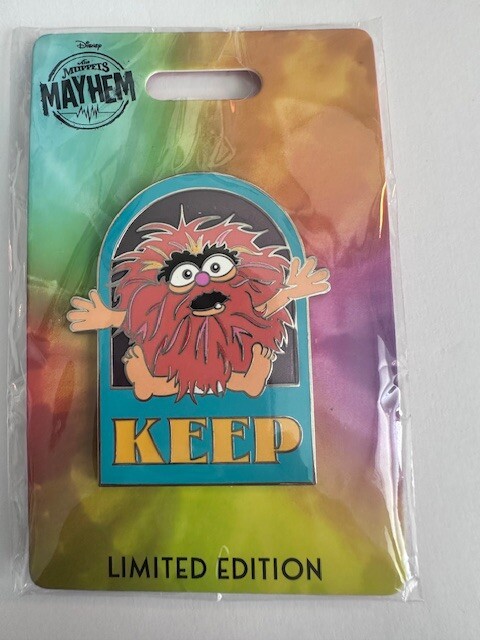 Disney
The
MUPPETS
MAYHEM
KEEP
LIMITED EDITION